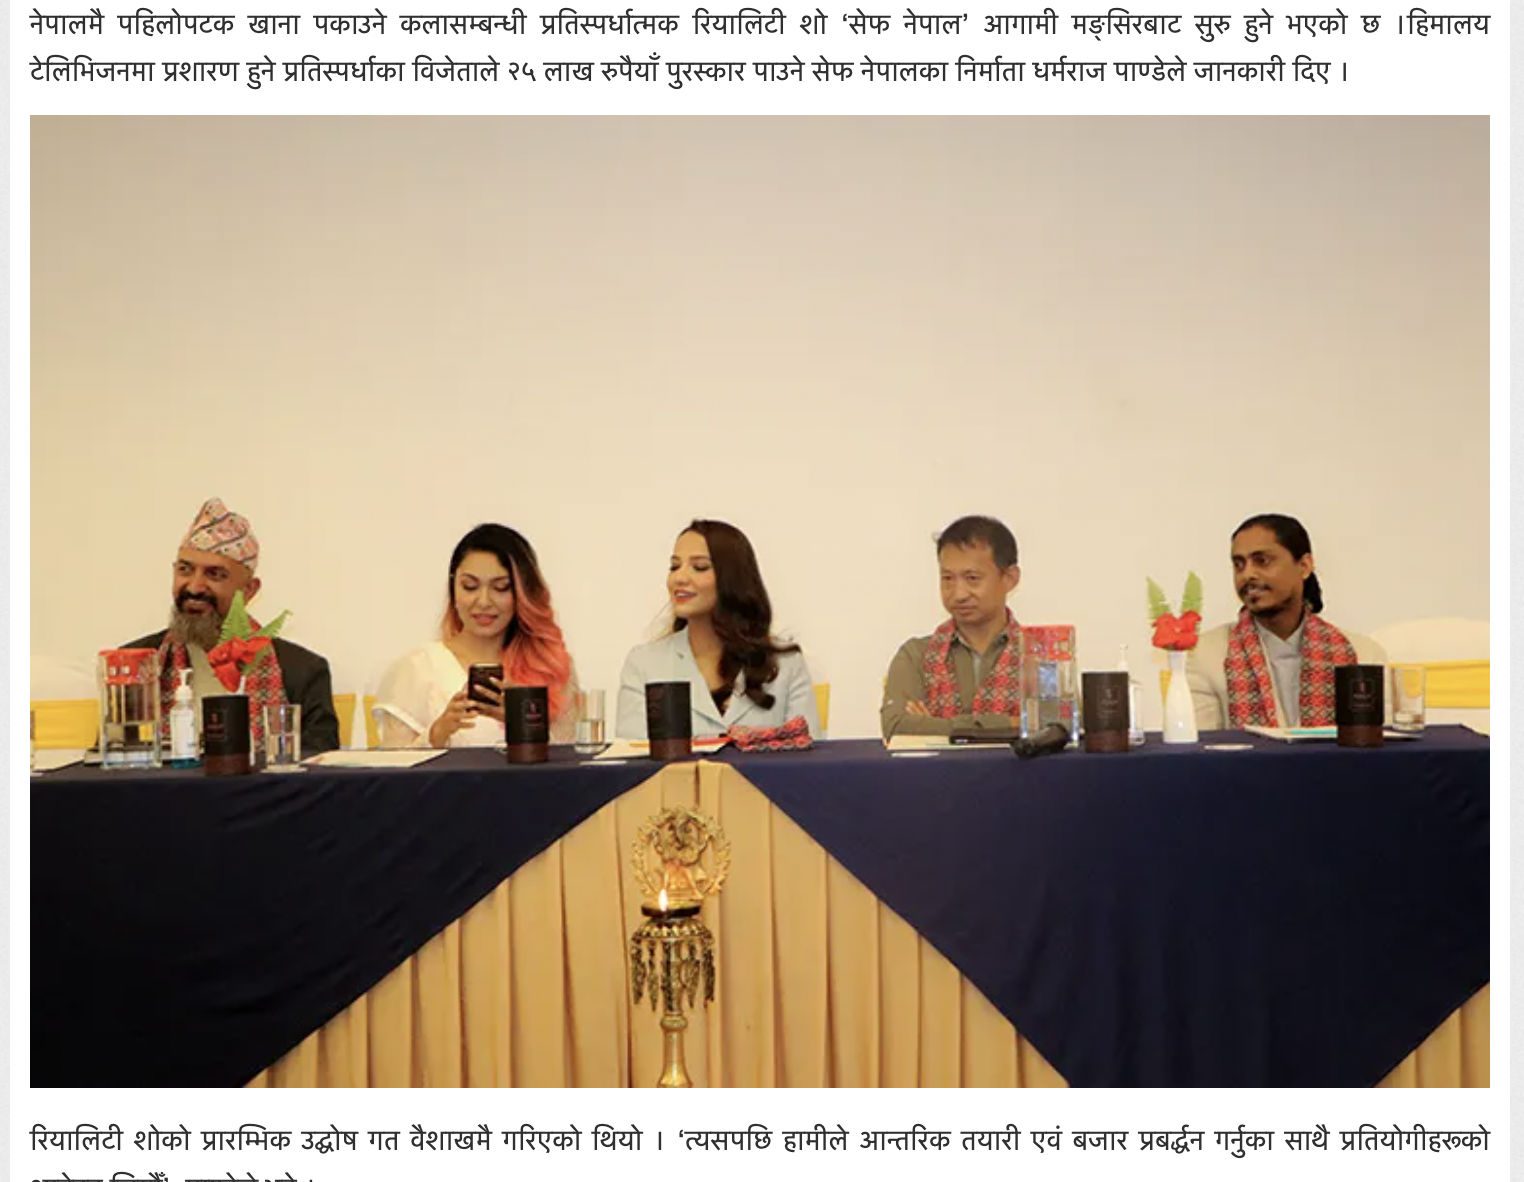 नेपालमै पहिलोपटक खाना पकाउने कलासम्बन्धी प्रतिस्पर्धात्मक रियालिटी शो ‘सेफ नेपाल’ आगामी मङ्सिरबाट सुरु हुने भएको छ ।हिमालय
टेलिभिजनमा प्रशारण हुने प्रतिस्पर्धाका विजेताले २५ लाख रुपैयाँ पुरस्कार पाउने सेफ नेपालका निर्माता धर्मराज पाण्डेले जानकारी दिए ।
रियालिटी शोको प्रारम्भिक उद्घोष गत वैशाखमै गरिएको थियो । ‘त्यसपछि हामीले आन्तरिक तयारी एवं बजार प्रबर्द्धन गर्नुका साथै प्रतियोगीहरूको